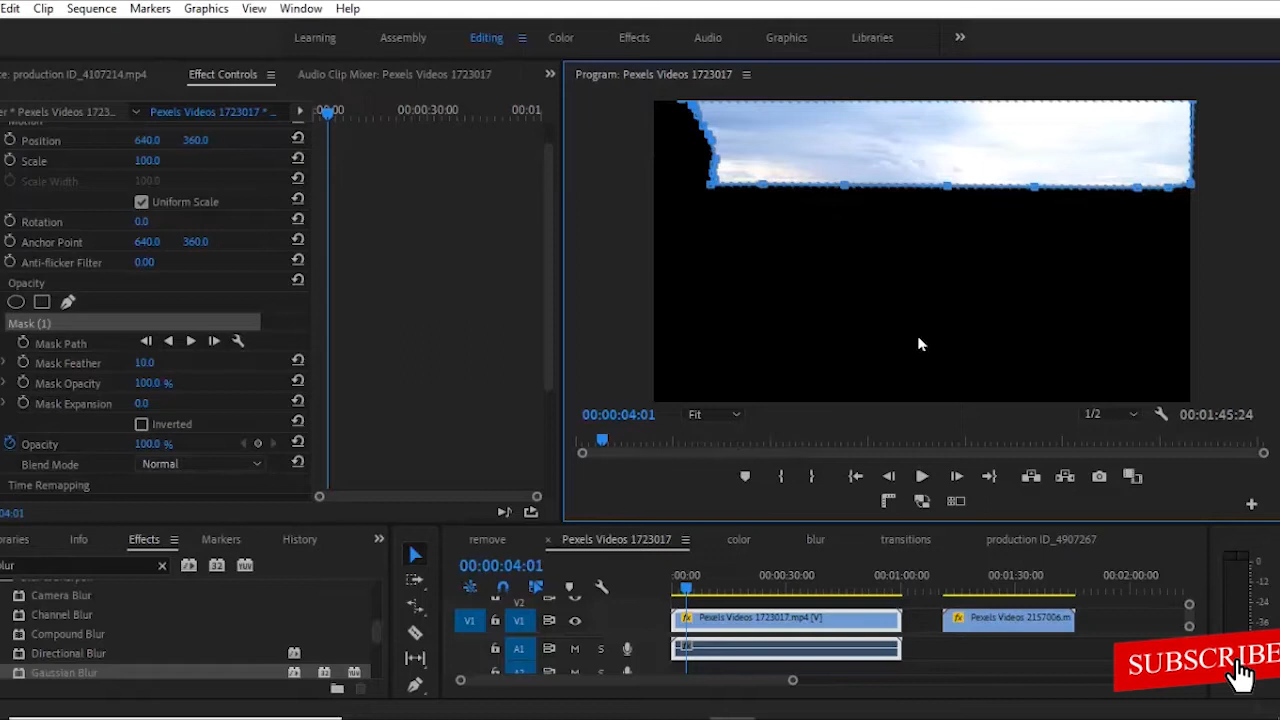 Edit Clip Sequence Markers Graphics View Window Help
Learning Assembly Editing Color Effects Audio Graphics Libraries
ce: production ID_4107214.mp4 Effect Controls Audio Clip Mixer: Pexels Videos 1723017 Program: Pexels Videos 1723017
er * Pexels Videos 1723... Pexels Videos 1723017 * ... 00:00 00:00:30:00 00:01
Motion
Position 640.0 360.0
Scale 100.0
Scale Width 100.0
Uniform Scale
Rotation 0.0
Anchor Point 640.0 360.0
Anti-flicker Filter 0.00
Opacity
Mask (1)
Mask Path
Mask Feather 10.0
Mask Opacity 100.0 %
Mask Expansion 0.0
Inverted
Opacity 100.0 %
Blend Mode Normal
Time Remapping
:04:01
00:00:04:01 Fit 1/2 00:01:45:24
raries Info Effects Markers History
blur
Camera Blur
Channel Blur
Compound Blur
Directional Blur
Gaussian Blur
remove × Pexels Videos 1723017 color blur transitions production ID_4907267
00:00:04:01
:00:00 00:00:30:00 00:01:00:00 00:01:30:00 00:02:00:00
V2
V1 V1 fx Pexels Videos 1723017.mp4 [V] fx Pexels Videos 2157006.m
A1 M S
M S
0
-12
-24
-36
SUBSCRIBE